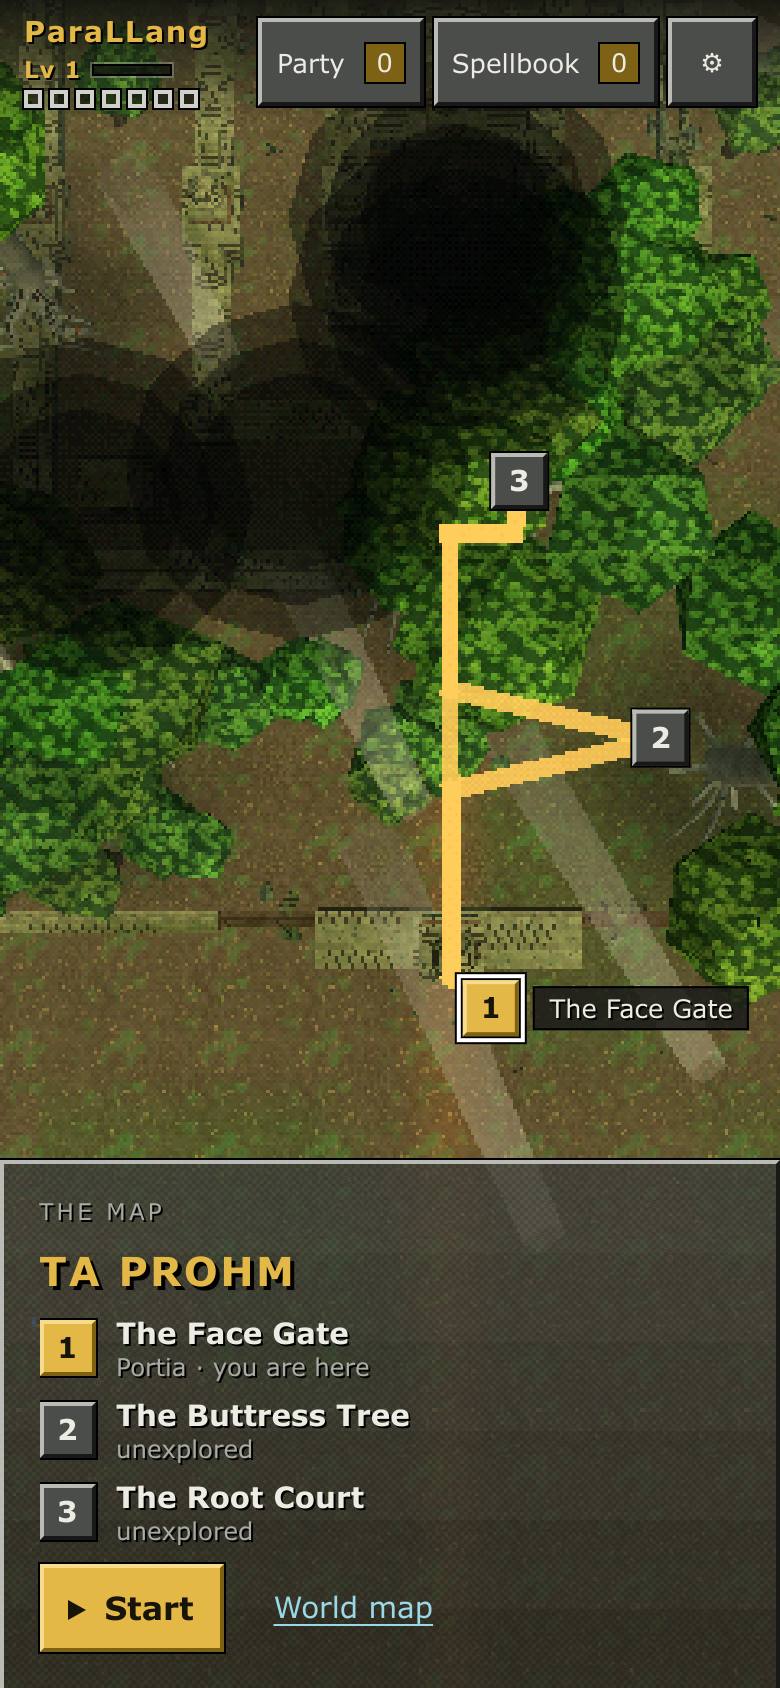 ParaLLang
Lv 1
Party 0
Spellbook 0
⚙
3
2
1
The Face Gate
THE MAP
TA PROHM
1
The Face Gate
Portia · you are here
2
The Buttress Tree
unexplored
3
The Root Court
unexplored
▶ Start
World map